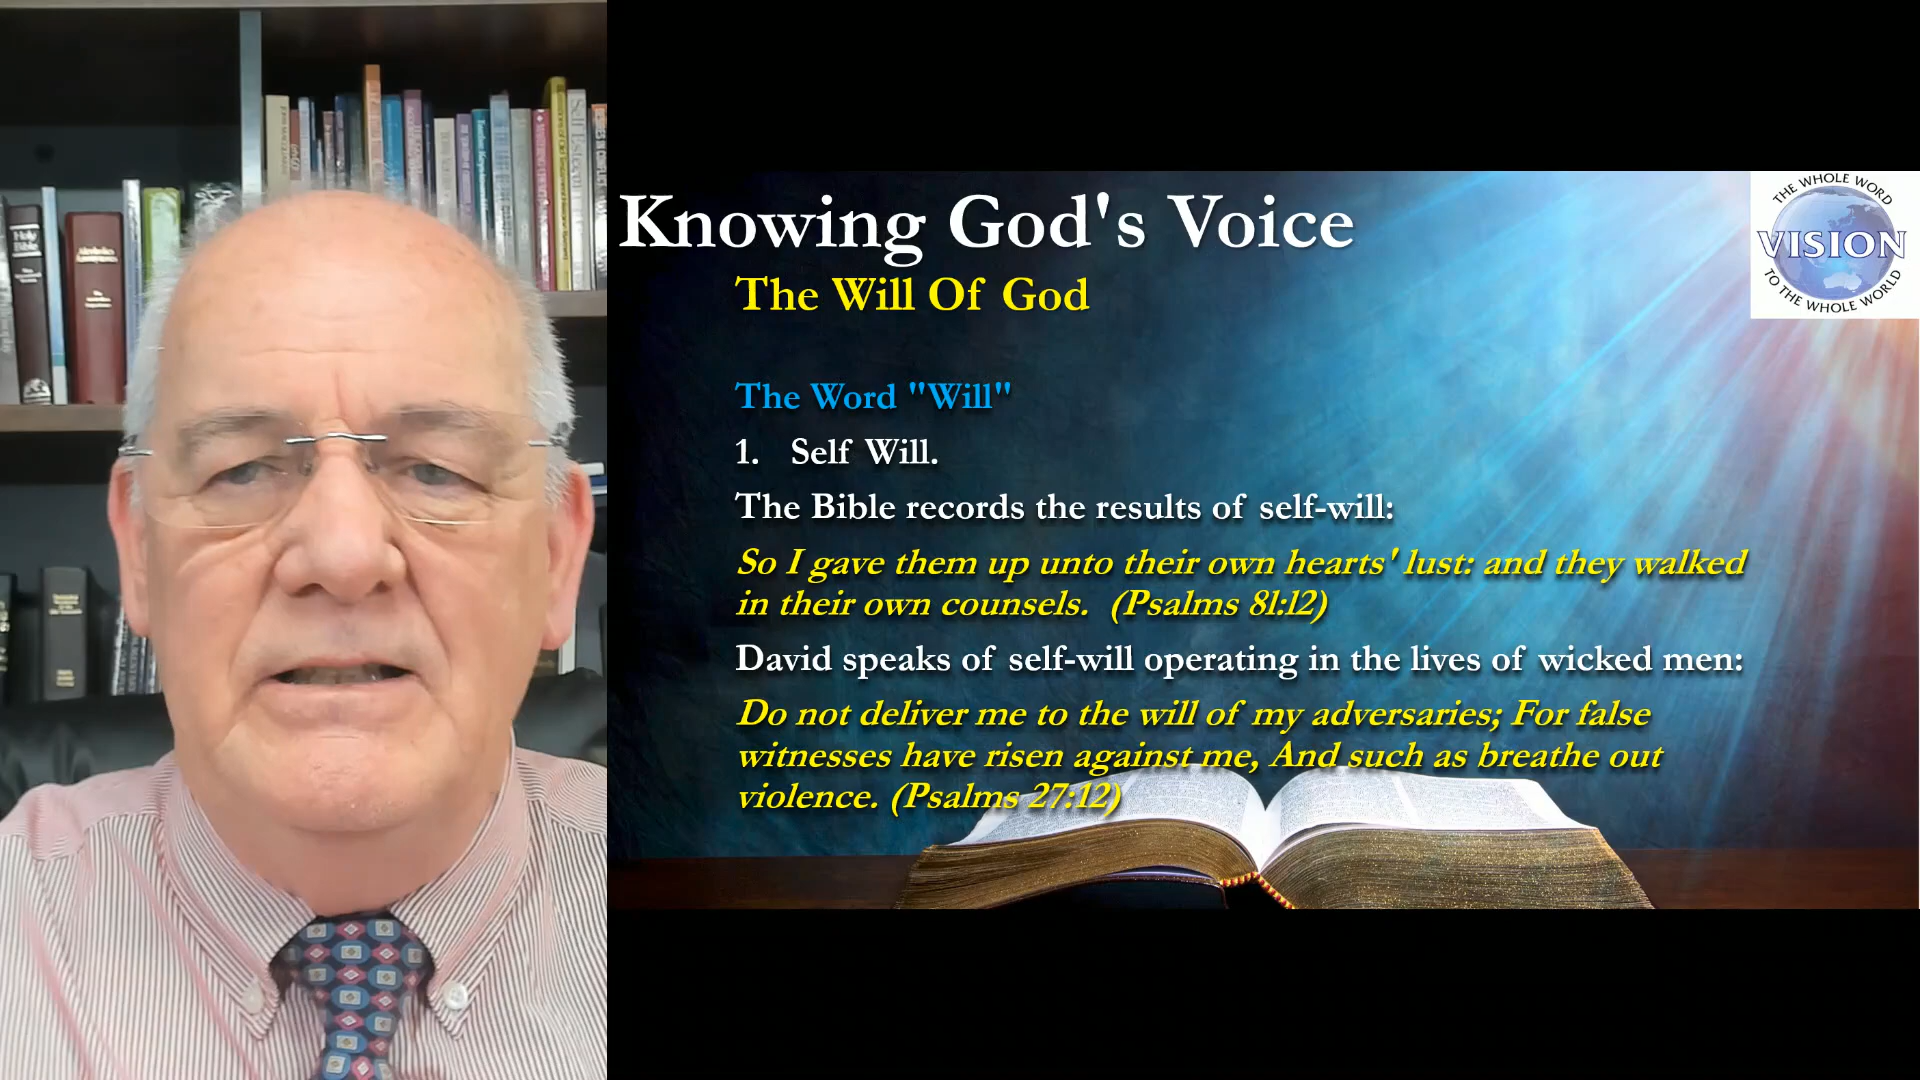 Knowing God's Voice
The Will Of God
The Word "Will"
1. Self Will.
The Bible records the results of self-will:
So I gave them up unto their own hearts' lust: and they walked
in their own counsels. (Psalms 8l:l2)
David speaks of self-will operating in the lives of wicked men:
Do not deliver me to the will of my adversaries; For false
witnesses have risen against me, And such as breathe out
violence. (Psalms 27:12)
THE WHOLE WORD
VISION
TO THE WHOLE WORLD
Holy
Bible